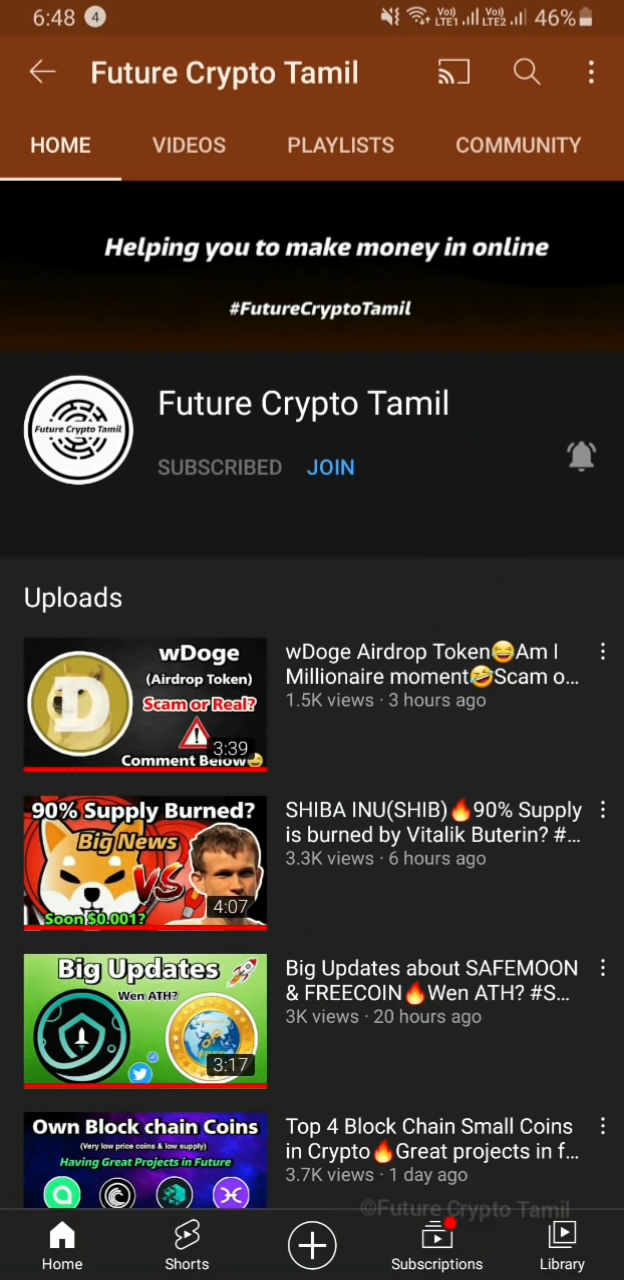 6:48 4 Vo) LTE1 Vo) LTE2 46%
Future Crypto Tamil
HOME VIDEOS PLAYLISTS COMMUNITY
Helping you to make money in online
#FutureCryptoTamil
Future Crypto Tamil
Future Crypto Tamil
SUBSCRIBED JOIN
Uploads
wDoge
(Airdrop Token)
Scam or Real?
3:39
Comment Below
wDoge Airdrop Token😂Am I
Millionaire moment🤣Scam o...
1.5K views · 3 hours ago
90% Supply Burned?
Big News
VS
4:07
Soon $0.001?
SHIBA INU(SHIB)🔥90% Supply
is burned by Vitalik Buterin? #...
3.3K views · 6 hours ago
Big Updates
Wen ATH?
3:17
Big Updates about SAFEMOON
& FREECOIN🔥Wen ATH? #S...
3K views · 20 hours ago
Own Block chain Coins
(Very low price coins & low supply)
Having Great Projects in Future
Top 4 Block Chain Small Coins
in Crypto🔥Great projects in f...
3.7K views · 1 day ago
©Future Crypto Tamil
Home Shorts Subscriptions Library